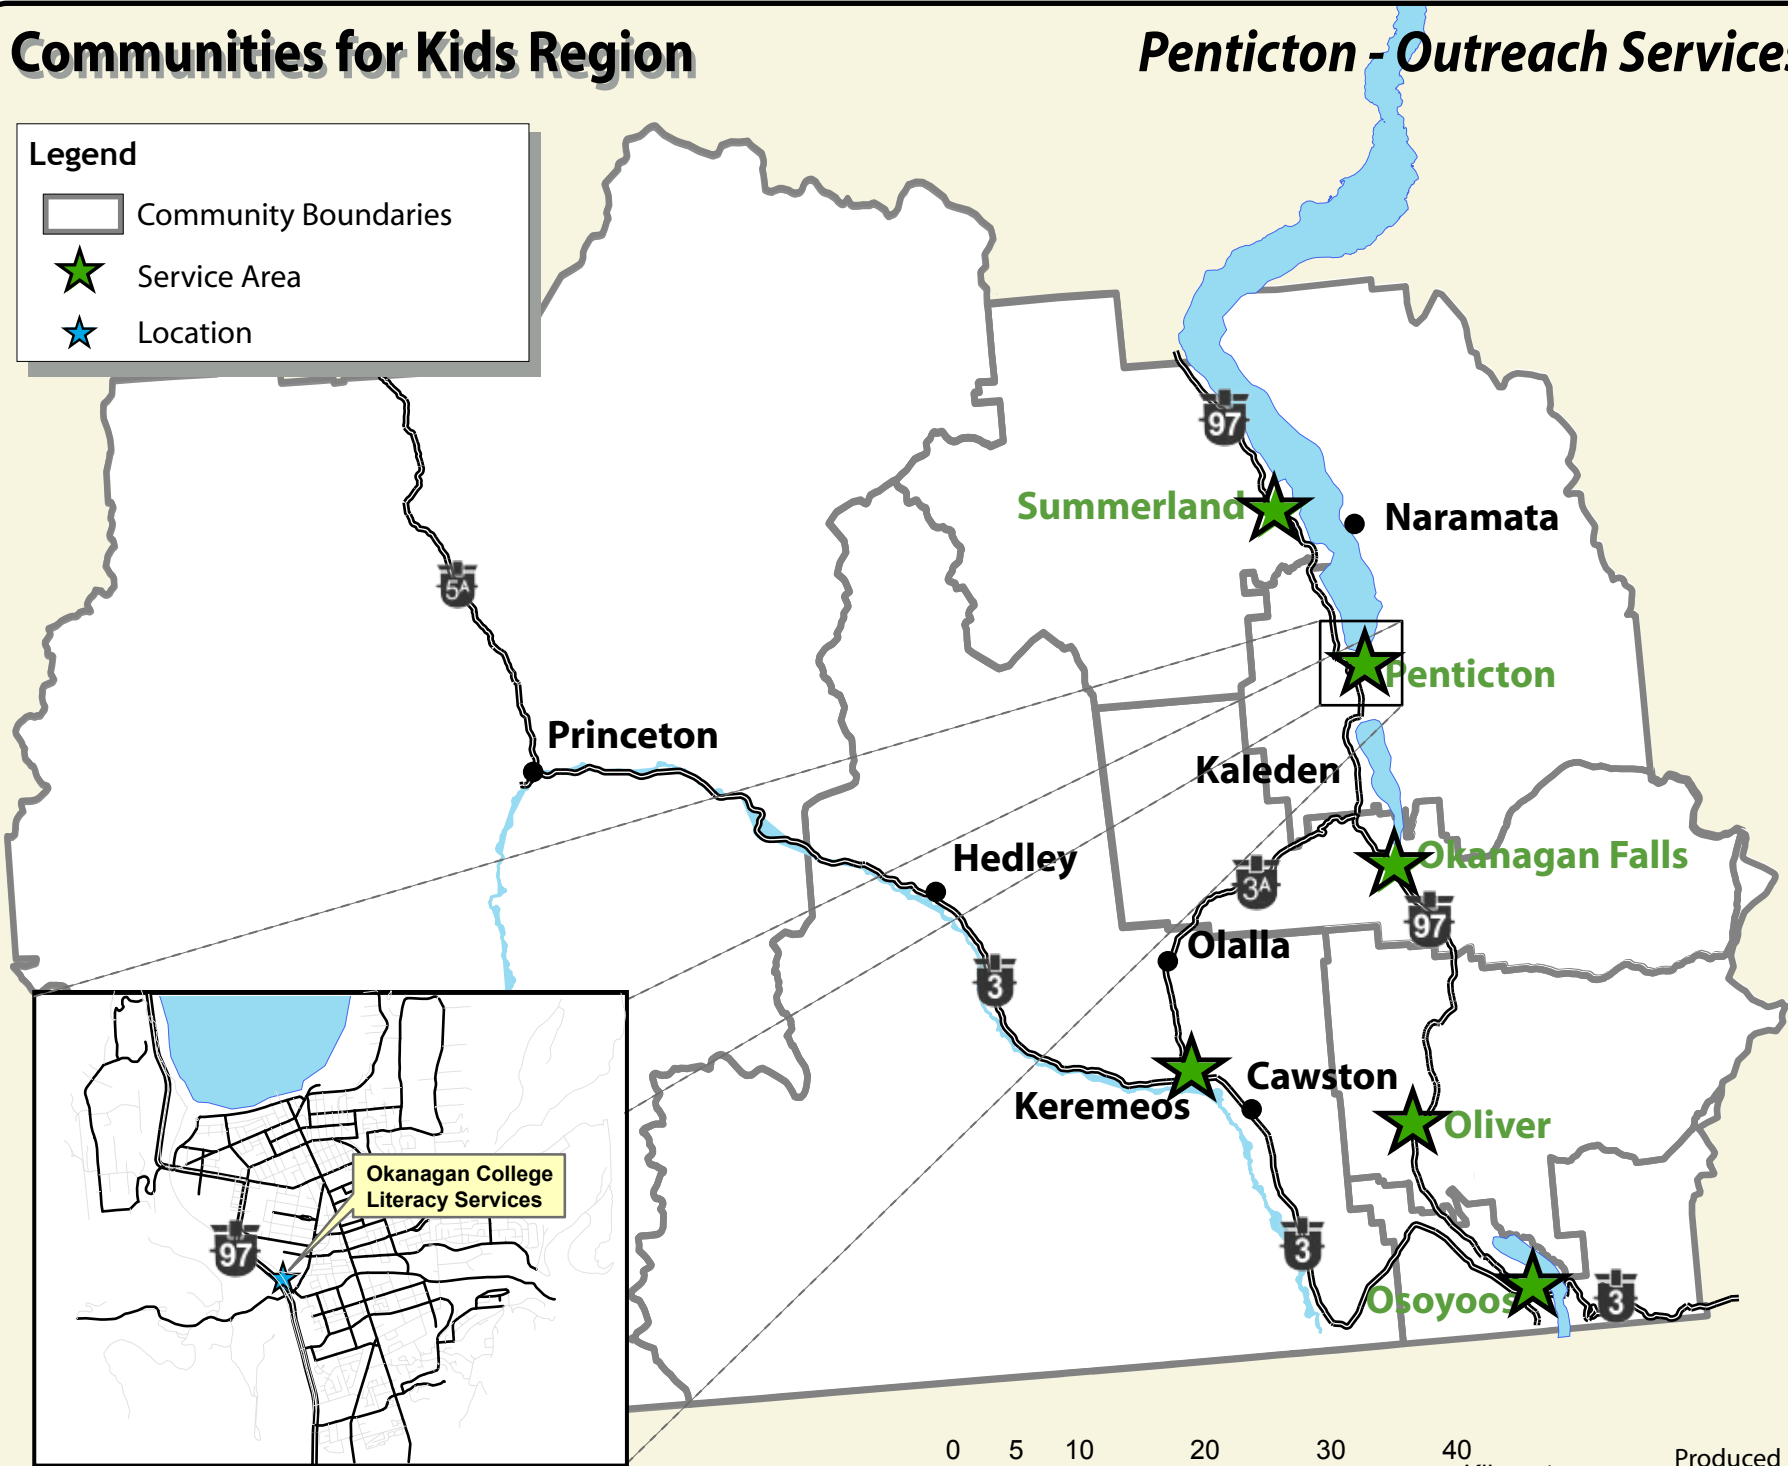 Communities for Kids Region
Penticton - Outreach Services
Legend
Community Boundaries
Service Area
Location
97
Summerland
Naramata
5A
Penticton
Princeton
Kaleden
Hedley
Okanagan Falls
3A
97
Olalla
3
Cawston
Keremeos
Oliver
Okanagan College
Literacy Services
97
3
Osoyoos
3
0 5 10 20 30 40
Produced